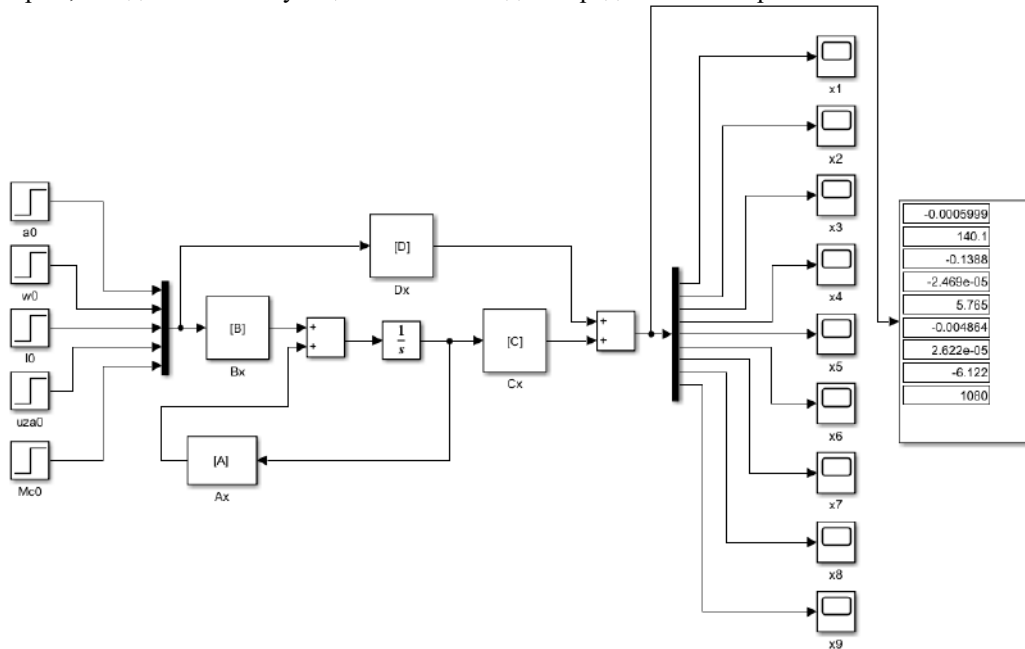 x1
x2
x3
x4
x5
x6
x7
x8
x9
a0
w0
I0
uza0
Mc0
[D]
Dx
[B]
Bx
+
+
1
s
[C]
Cx
+
+
[A]
Ax
-0.0005999
140.1
-0.1388
-2.469e-05
5.765
-0.004864
2.622e-05
-6.122
1080